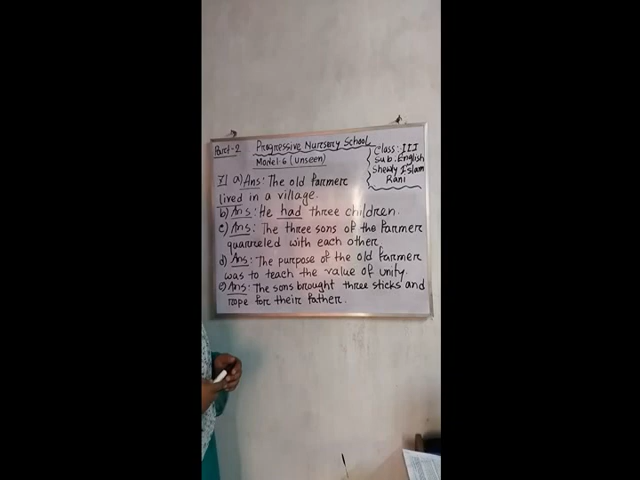 Part-2 Progressive Nursery School
Model: 6 (Unseen)
Class: III
Sub. English
Shewly Islam
Rani
7| a) Ans: The old farmer
lived in a village.
b) Ans: He had three children.
c) Ans: The three sons of the farmer
quarreled with each other.
d) Ans: The purpose of the old farmer
was to teach the value of unity.
e) Ans: The sons brought three sticks and
rope for their father.